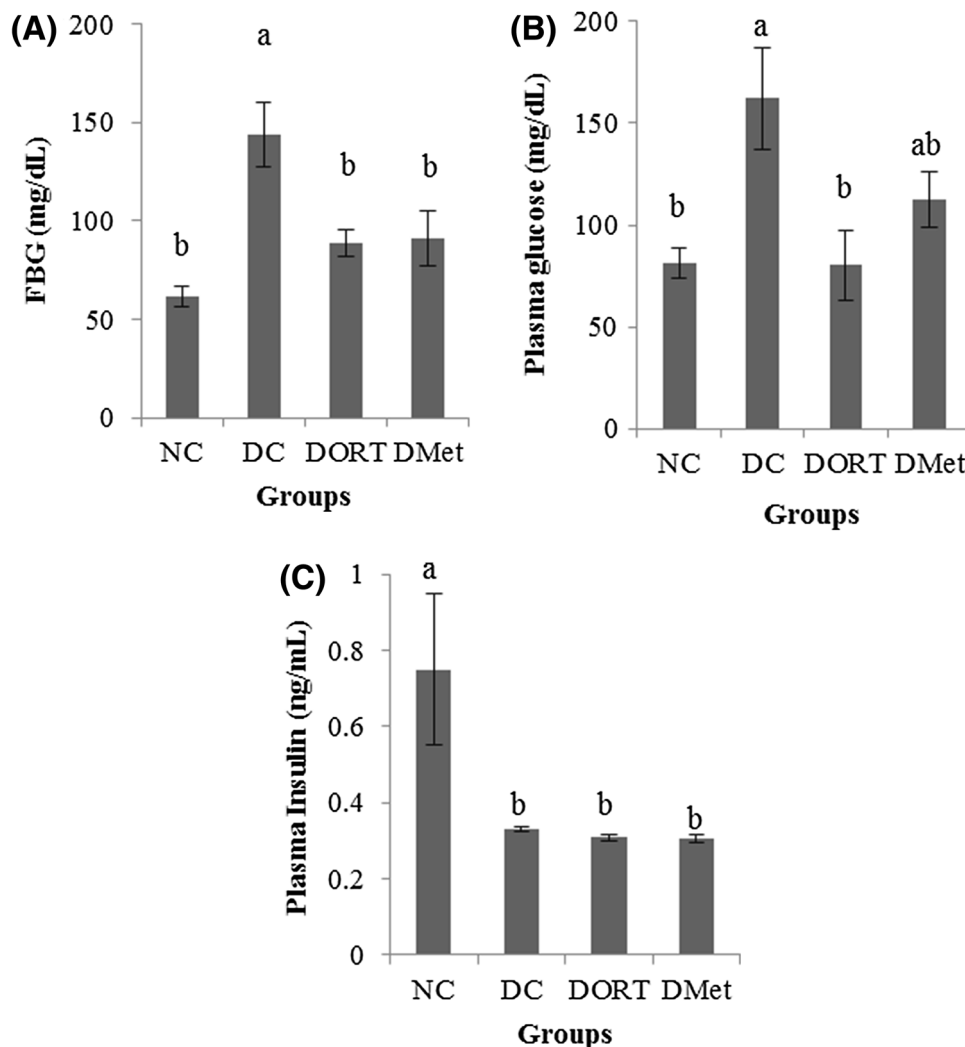 (A)
FBG (mg/dL)
200
150
100
50
0
b
a
b
b
NC DC DORT DMet
Groups
(B)
Plasma glucose (mg/dL)
200
150
100
50
0
b
a
b
ab
NC DC DORT DMet
Groups
(C)
Plasma Insulin (ng/mL)
1
0.8
0.6
0.4
0.2
0
a
b
b
b
NC DC DORT DMet
Groups